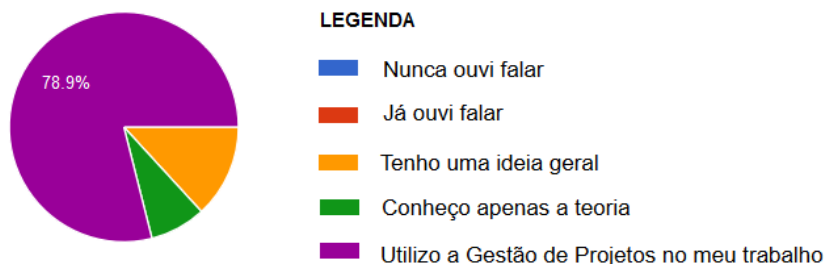 LEGENDA
78.9%
Nunca ouvi falar
Já ouvi falar
Tenho uma ideia geral
Conheço apenas a teoria
Utilizo a Gestão de Projetos no meu trabalho